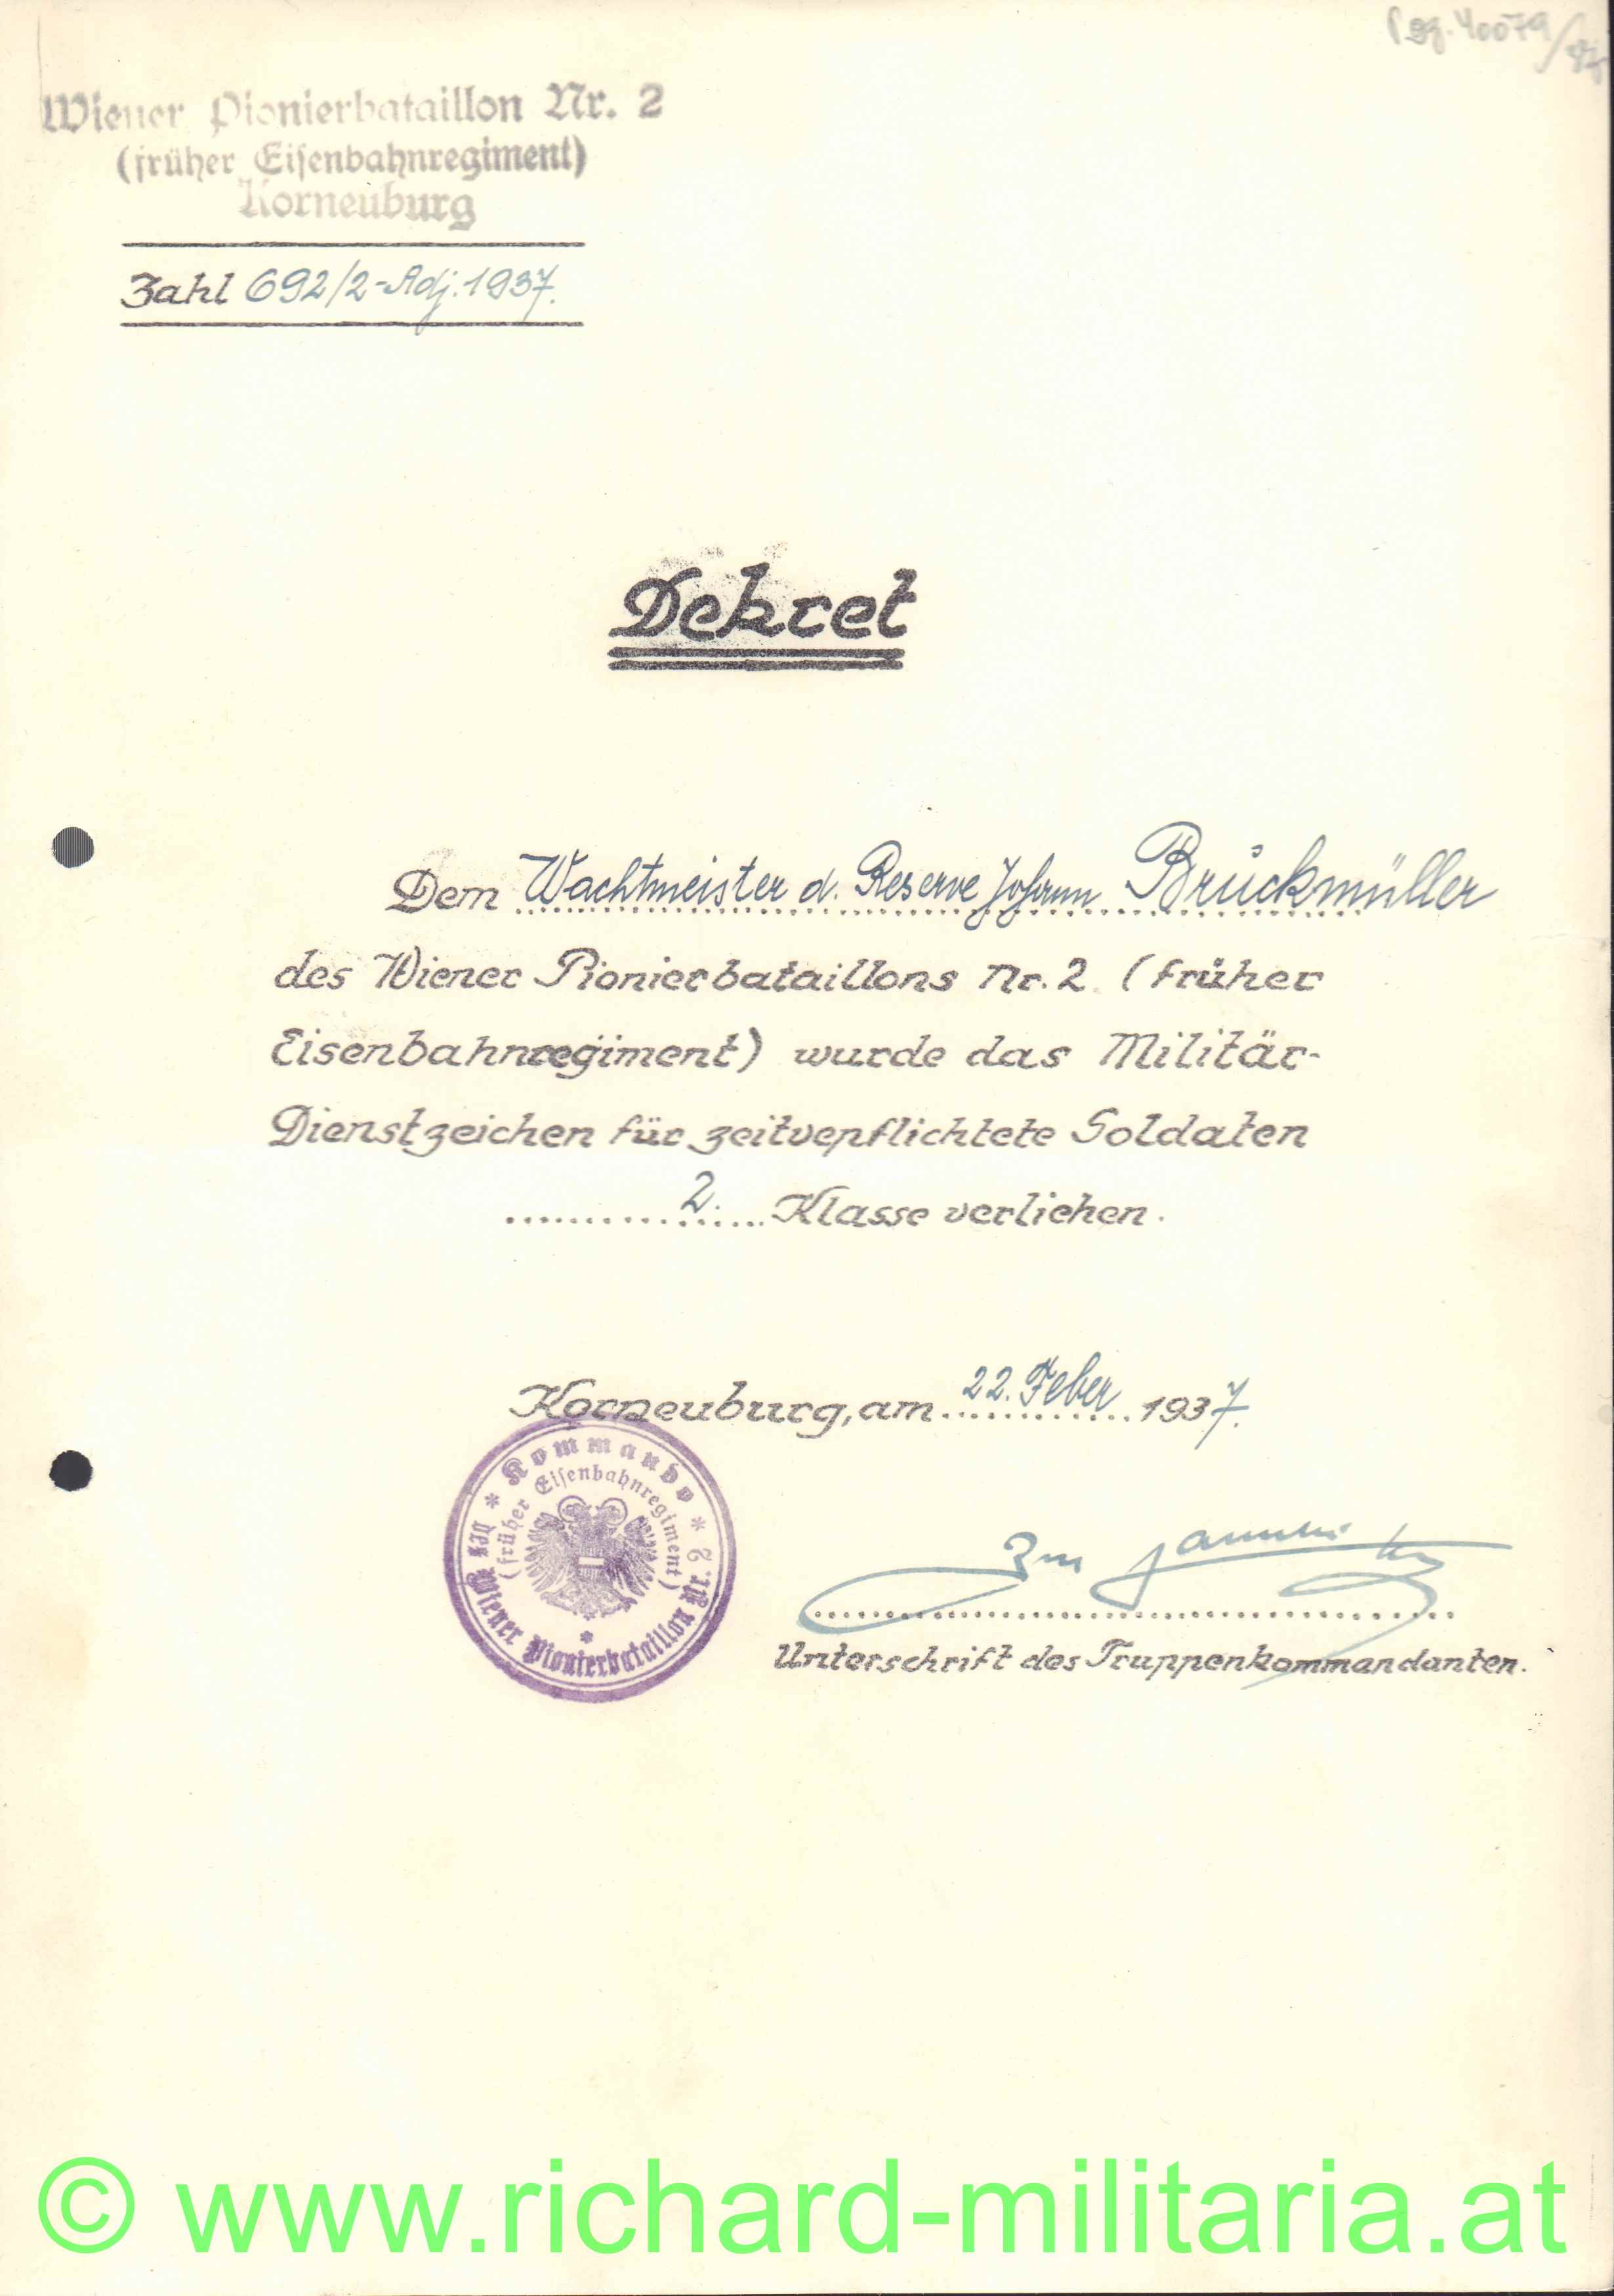 Wiener Pionierbataillon Nr. 2
(früher Eisenbahnregiment)
Korneuburg
Zahl 692/2-Adj. 1937.
Dekret
Dem Wachtmeister d. Reserve Johann Brückmüller
des Wiener Pionierbataillons Nr. 2 (früher
Eisenbahnregiment) wurde das Militär-
Dienstzeichen für zeitvepflichtete Soldaten
2. Klasse verliehen.
Korneuburg, am 22. Feber 1937.
* Kommando *
des Wiener Pionierbataillon Nr. 2
(früher Eisenbahnregiment)
Unterschrift des Truppenkommandanten.
© www.richard-militaria.at